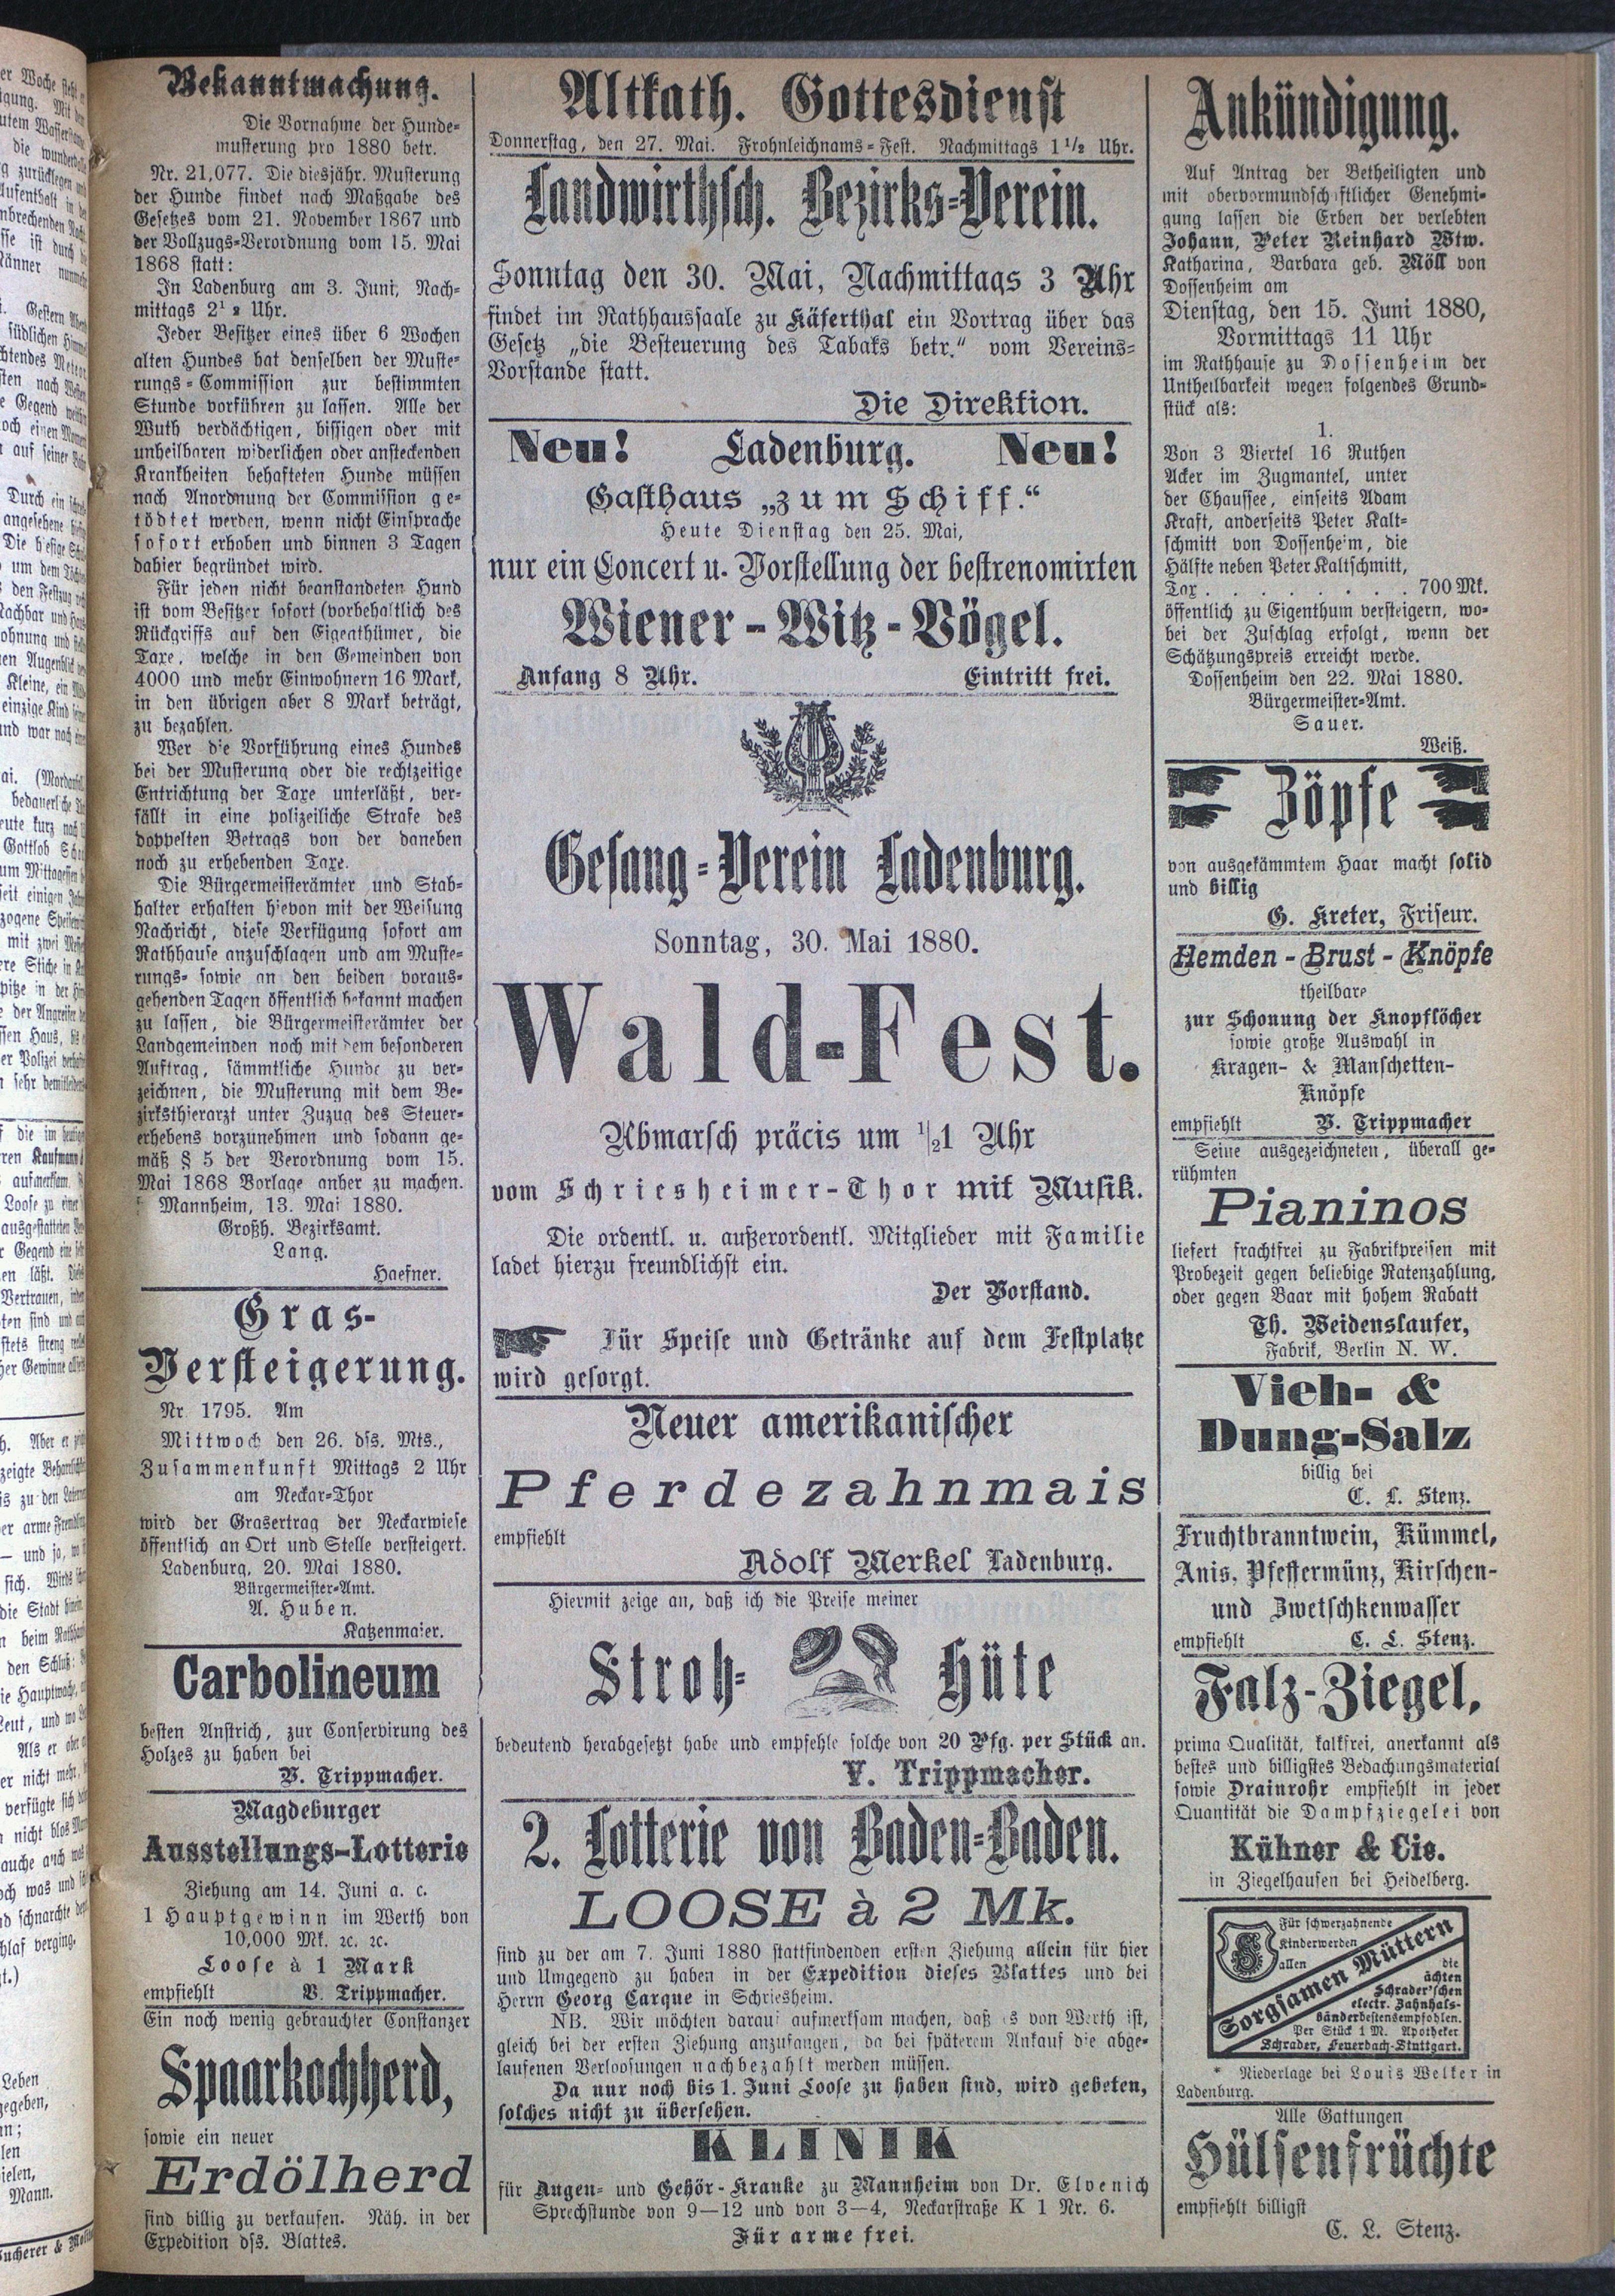 Bekanntmachung.
Die Vornahme der Hunde-
musterung pro 1880 betr.
Nr. 21,077. Die diesjähr. Musterung
der Hunde findet nach Maßgabe des
Gesetzes vom 21. November 1867 und
der Vollzugs-Verordnung vom 15. Mai
1868 statt:
In Ladenburg am 3. Juni, Nach-
mittags 2½ Uhr.
Jeder Besitzer eines über 6 Wochen
alten Hundes hat denselben der Muste-
rungs-Commission zur bestimmten
Stunde vorführen zu lassen. Alle der
Wuth verdächtigen, bissigen oder mit
unheilbaren widerlichen oder ansteckenden
Krankheiten behafteten Hunde müssen
nach Anordnung der Commission ge-
tödtet werden, wenn nicht Einsprache
sofort erhoben und binnen 3 Tagen
dahier begründet wird.
Für jeden nicht beanstandeten Hund
ist vom Besitzer sofort (vorbehaltlich des
Rückgriffs auf den Eigenthümer, die
Taxe, welche in den Gemeinden von
4000 und mehr Einwohnern 16 Mark,
in den übrigen aber 8 Mark beträgt,
zu bezahlen.
Wer die Vorführung eines Hundes
bei der Musterung oder die rechtzeitige
Entrichtung der Taxe unterläßt, ver-
fällt in eine polizeiliche Strafe des
doppelten Betrags von der daneben
noch zu erhebenden Taxe.
Die Bürgermeisterämter und Stab-
halter erhalten hievon mit der Weisung
Nachricht, diese Verfügung sofort am
Rathhause anzuschlagen und am Muste-
rungs- sowie an den beiden voraus-
gehenden Tagen öffentlich bekannt machen
zu lassen, die Bürgermeisterämter der
Landgemeinden noch mit dem besonderen
Auftrag, sämmtliche Hunde zu ver-
zeichnen, die Musterung mit dem Be-
zirksthierarzt unter Zuzug des Steuer-
erhebers vorzunehmen und sodann ge-
mäß § 5 der Verordnung vom 15.
Mai 1868 Vorlage anher zu machen.
Mannheim, 13. Mai 1880.
Großh. Bezirksamt.
Lang.
Haefner.
Gras-
Versteigerung.
Nr. 1795. Am
Mittwoch den 26. dss. Mts.,
Zusammenkunft Mittags 2 Uhr
am Neckar-Thor
wird der Grasertrag der Neckarwiese
öffentlich an Ort und Stelle versteigert.
Ladenburg, 20. Mai 1880.
Bürgermeister-Amt.
A. Huben.
Katzenmaier.
Carbolineum
besten Anstrich, zur Conservirung des
Holzes zu haben bei
V. Trippmacher.
Magdeburger
Ausstellungs-Lotterie
Ziehung am 14. Juni a. c.
1 Hauptgewinn im Werth von
10,000 Mk. ꝛc. ꝛc.
Loose à 1 Mark
empfiehlt V. Trippmacher.
Ein noch wenig gebrauchter Constanzer
Spaarkochherd,
sowie ein neuer
Erdölherd
sind billig zu verkaufen. Näh. in der
Expedition dss. Blattes.
Altkath. Gottesdienst
Donnerstag, den 27. Mai. Frohnleichnams-Fest. Nachmittags 1 1/2 Uhr.
Landwirthsch. Bezirks-Verein.
Sonntag den 30. Mai, Nachmittags 3 Uhr
findet im Rathhaussaale zu Käferthal ein Vortrag über das
Gesetz „die Besteuerung des Tabaks betr.“ vom Vereins-
Vorstande statt.
Die Direktion.
Neu! Ladenburg. Neu!
Gasthaus „zum Schiff.“
Heute Dienstag den 25. Mai,
nur ein Concert u. Vorstellung der bestrenomirten
Wiener-Witz-Vögel.
Anfang 8 Uhr. Eintritt frei.
Gesang-Verein Ladenburg.
Sonntag, 30. Mai 1880.
Wald-Fest.
Abmarsch präcis um ½1 Uhr
vom Schriesheimer-Thor mit Musik.
Die ordentl. u. außerordentl. Mitglieder mit Familie
ladet hierzu freundlichst ein.
Der Vorstand.
Für Speise und Getränke auf dem Festplatze
wird gesorgt.
Neuer amerikanischer
Pferdezahnmais
empfiehlt
Adolf Merkel Ladenburg.
Hiermit zeige an, daß ich die Preise meiner
Stroh- Hüte
bedeutend herabgesetzt habe und empfehle solche von 20 Pfg. per Stück an.
V. Trippmacher.
2. Lotterie von Baden-Baden.
LOOSE à 2 Mk.
sind zu der am 7. Juni 1880 stattfindenden ersten Ziehung allein für hier
und Umgegend zu haben in der Expedition dieses Blattes und bei
Herrn Georg Carque in Schriesheim.
NB. Wir möchten darauf aufmerksam machen, daß es von Werth ist,
gleich bei der ersten Ziehung anzufangen, da bei späterem Ankauf die abge-
laufenen Verloosungen nachbezahlt werden müssen.
Da nur noch bis 1. Juni Loose zu haben sind, wird gebeten,
solches nicht zu übersehen.
KLINIK
für Augen- und Gehör-Kranke zu Mannheim von Dr. Elvenich
Sprechstunde von 9—12 und von 3—4, Neckarstraße K 1 Nr. 6.
Für arme frei.
Ankündigung.
Auf Antrag der Betheiligten und
mit obervormundschaftlicher Genehmi-
gung lassen die Erben der verlebten
Johann, Peter Reinhard Wtw.
Katharina, Barbara geb. Möll von
Dossenheim am
Dienstag, den 15. Juni 1880,
Vormittags 11 Uhr
im Rathhause zu Dossenheim der
Untheilbarkeit wegen folgendes Grund-
stück als:
1.
Von 3 Viertel 16 Ruthen
Acker im Zugmantel, unter
der Chaussee, einseits Adam
Kraft, anderseits Peter Kalt-
schmitt von Dossenheim, die
Hälfte neben Peter Kaltschmitt,
Tax . . . . . . . . 700 Mk.
öffentlich zu Eigenthum versteigern, wo-
bei der Zuschlag erfolgt, wenn der
Schätzungspreis erreicht werde.
Dossenheim den 22. Mai 1880.
Bürgermeister-Amt.
Sauer.
Weiß.
Zöpfe
von ausgekämmtem Haar macht solid
und billig
G. Kreter, Friseur.
Hemden-Brust-Knöpfe
theilbare
zur Schonung der Knopflöcher
sowie große Auswahl in
Kragen- & Manschetten-
Knöpfe
empfiehlt V. Trippmacher
Seine ausgezeichneten, überall ge-
rühmten
Pianinos
liefert frachtfrei zu Fabrikpreisen mit
Probezeit gegen beliebige Ratenzahlung,
oder gegen Baar mit hohem Rabatt
Th. Weidenslaufer,
Fabrik, Berlin N. W.
Vieh- &
Dung-Salz
billig bei
C. L. Stenz.
Fruchtbranntwein, Kümmel,
Anis, Pfeffermünz, Kirschen-
und Zwetschkenwasser
empfiehlt C. L. Stenz.
Falz-Ziegel,
prima Qualität, kalkfrei, anerkannt als
bestes und billigstes Bedachungsmaterial
sowie Drainrohr empfiehlt in jeder
Quantität die Dampfziegelei von
Kühner & Cie.
in Ziegelhausen bei Heidelberg.
Für schwerzahnende
Kinder werden
allen
Sorgsamen Müttern
die
ächten
Schrader'schen
electr. Zahnhals-
bänder bestens empfohlen.
Per Stück 1 M. Apotheker
Schrader, Feuerbach-Stuttgart.
* Niederlage bei Louis Welker in
Ladenburg.
Alle Gattungen
Hülsenfrüchte
empfiehlt billigst
C. L. Stenz.